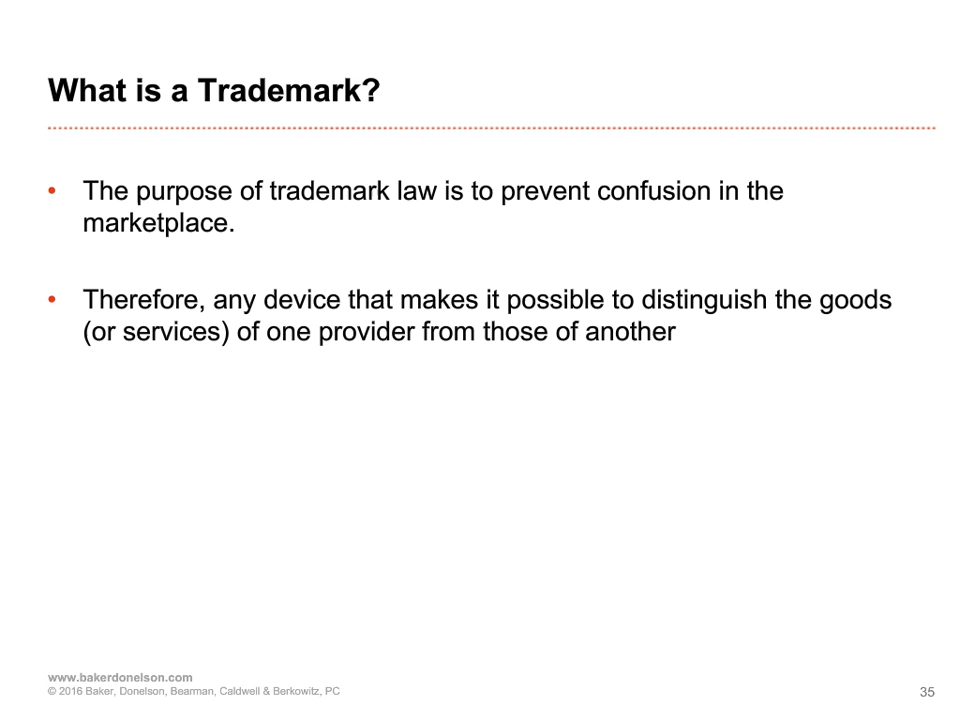 What is a Trademark?
• The purpose of trademark law is to prevent confusion in the
marketplace.
• Therefore, any device that makes it possible to distinguish the goods
(or services) of one provider from those of another
www.bakerdonelson.com
© 2016 Baker, Donelson, Bearman, Caldwell & Berkowitz, PC
35